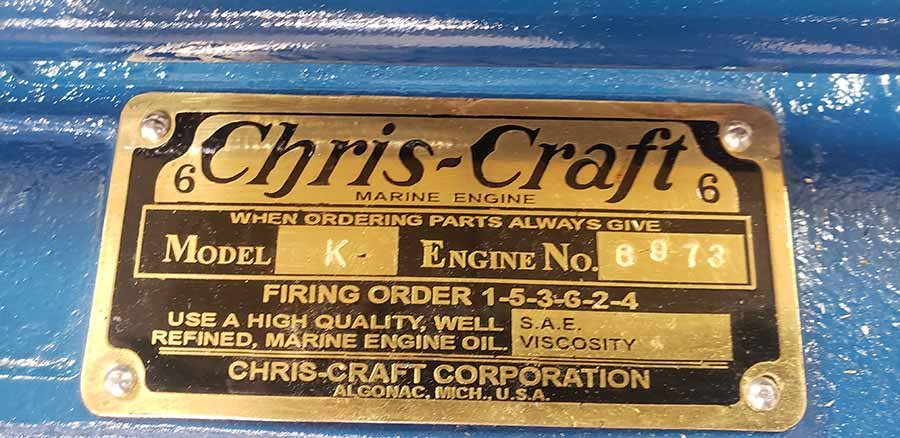 Chris-Craft
6 6
MARINE ENGINE
WHEN ORDERING PARTS ALWAYS GIVE
MODEL K- ENGINE NO. 6973
FIRING ORDER 1-5-3-6-2-4
USE A HIGH QUALITY, WELL
REFINED, MARINE ENGINE OIL.
S.A.E.
VISCOSITY
CHRIS-CRAFT CORPORATION
ALGONAC, MICH., U.S.A.